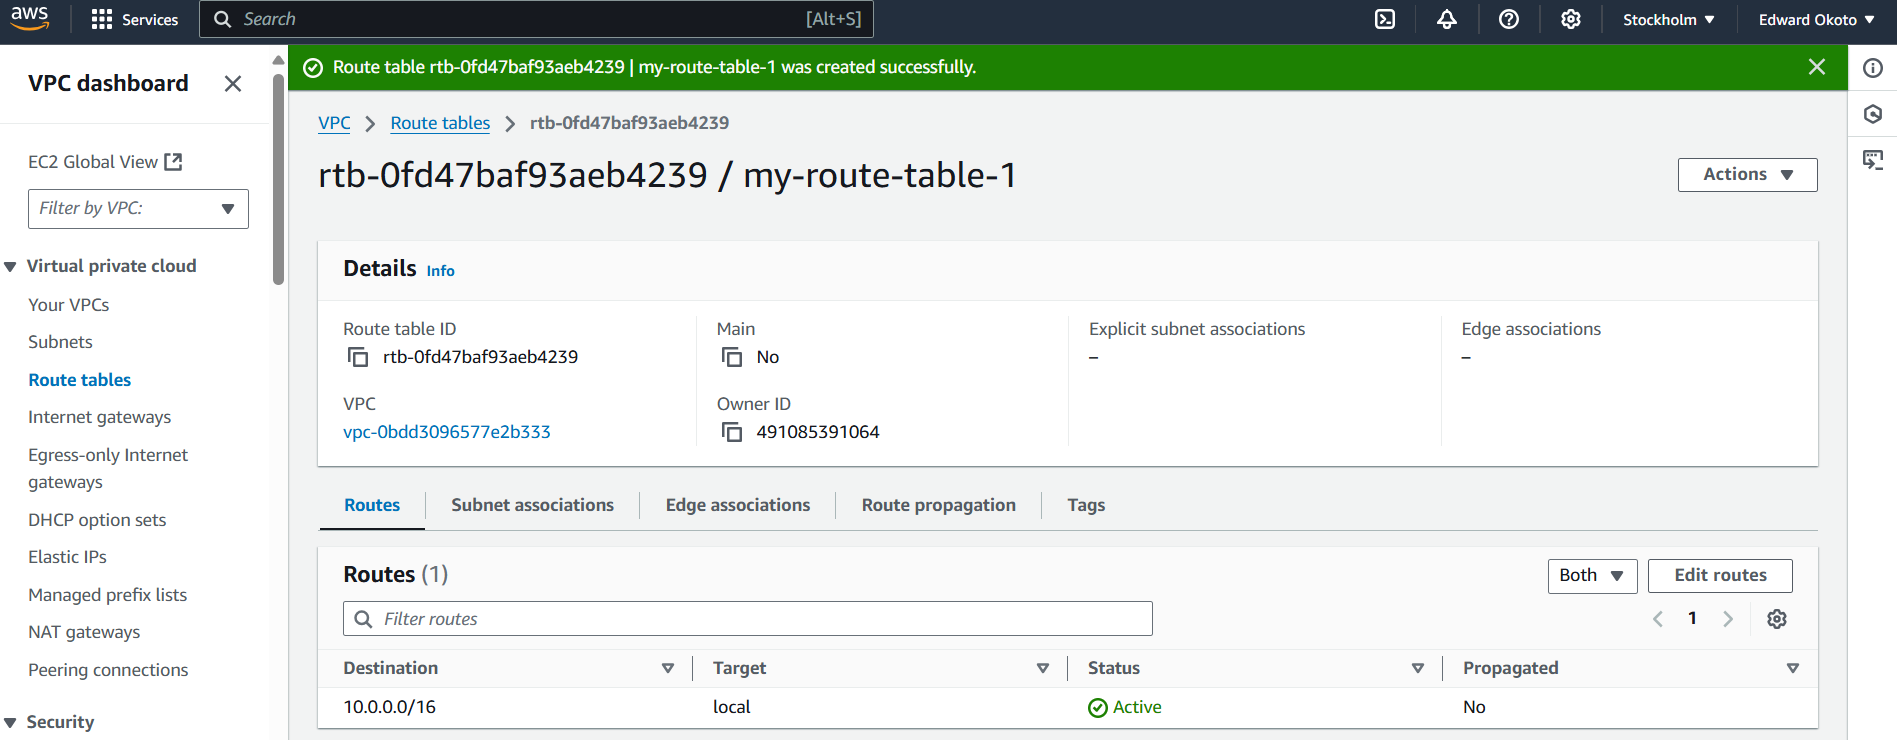 aws
Services
Search
[Alt+S]
Stockholm
Edward Okoto
VPC dashboard
EC2 Global View
Filter by VPC:
Virtual private cloud
Your VPCs
Subnets
Route tables
Internet gateways
Egress-only Internet
gateways
DHCP option sets
Elastic IPs
Managed prefix lists
NAT gateways
Peering connections
Security
Route table rtb-0fd47baf93aeb4239 | my-route-table-1 was created successfully.
VPC
Route tables
rtb-0fd47baf93aeb4239
rtb-0fd47baf93aeb4239 / my-route-table-1
Actions
Details Info
Route table ID
rtb-0fd47baf93aeb4239
Main
No
Explicit subnet associations
–
Edge associations
–
VPC
vpc-0bdd3096577e2b333
Owner ID
491085391064
Routes
Subnet associations
Edge associations
Route propagation
Tags
Routes (1)
Both
Edit routes
Filter routes
1
Destination
Target
Status
Propagated
10.0.0.0/16
local
Active
No